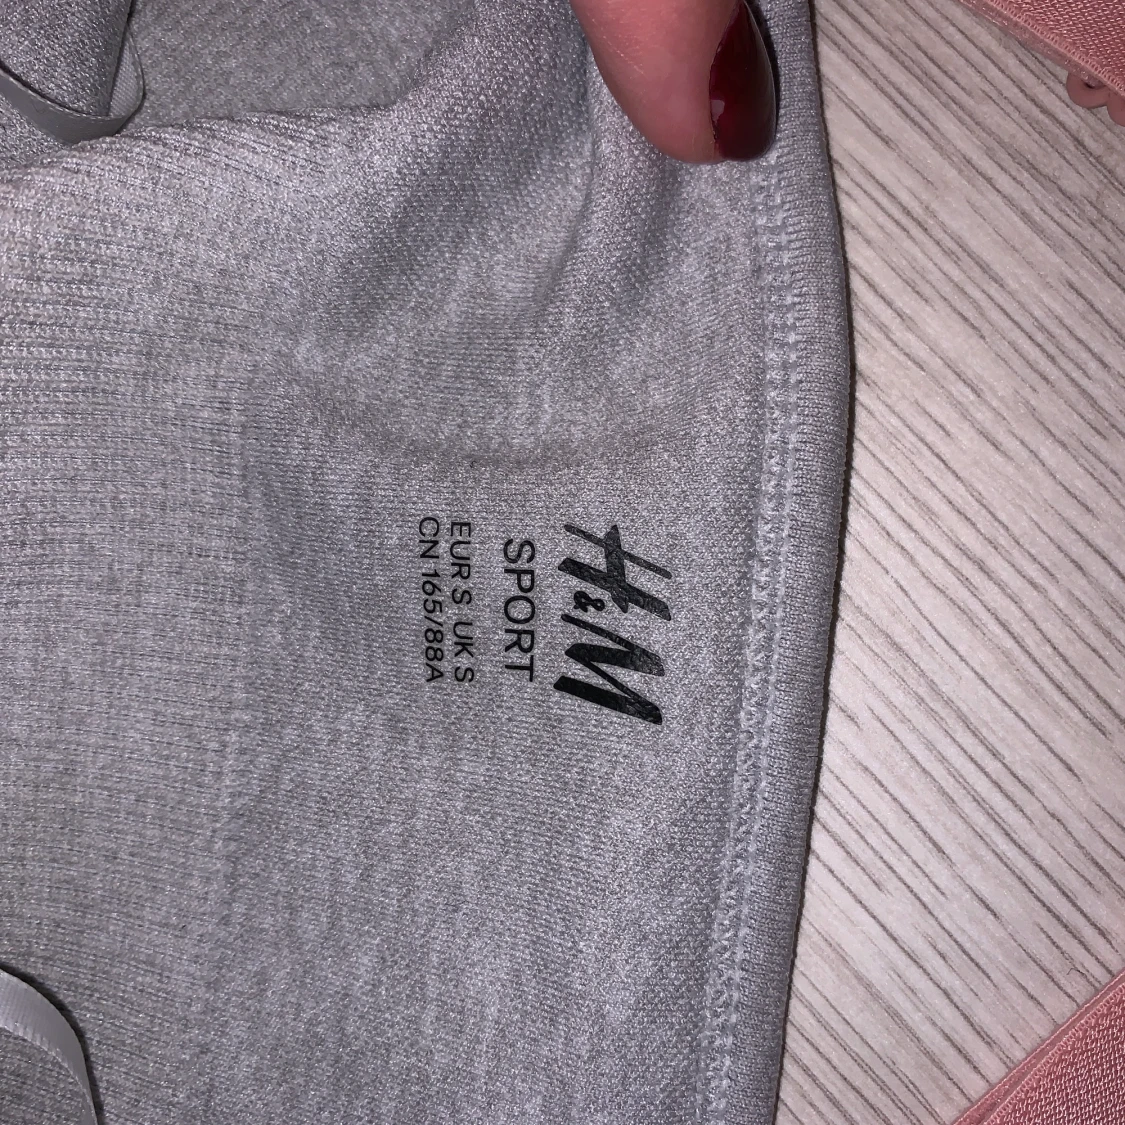 H&M
SPORT
EUR S UK S
CN 165/88A